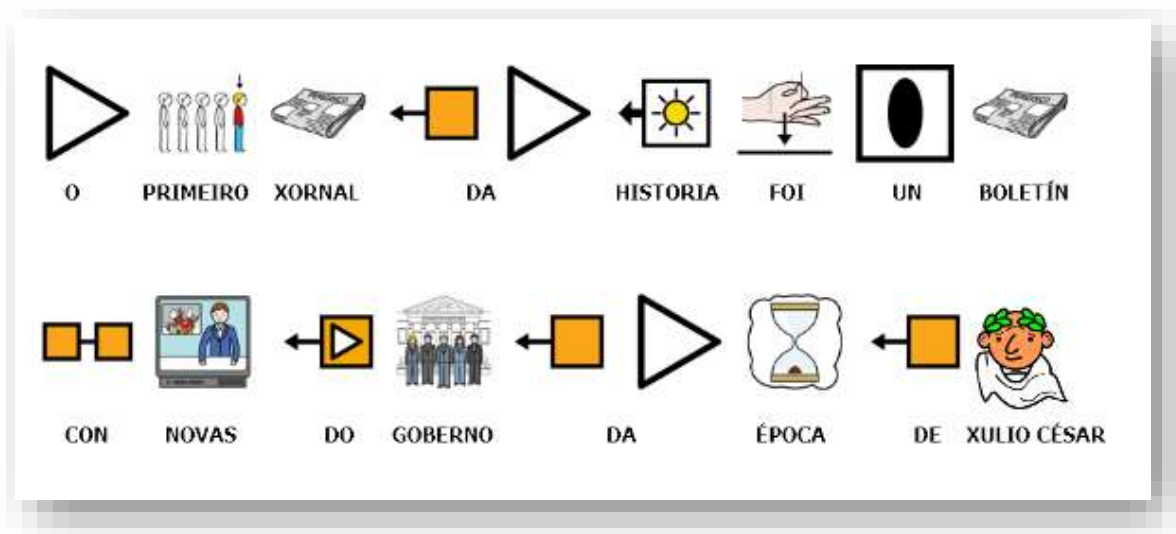 O PRIMEIRO XORNAL DA HISTORIA FOI UN BOLETÍN
CON NOVAS DO GOBERNO DA ÉPOCA DE XULIO CÉSAR